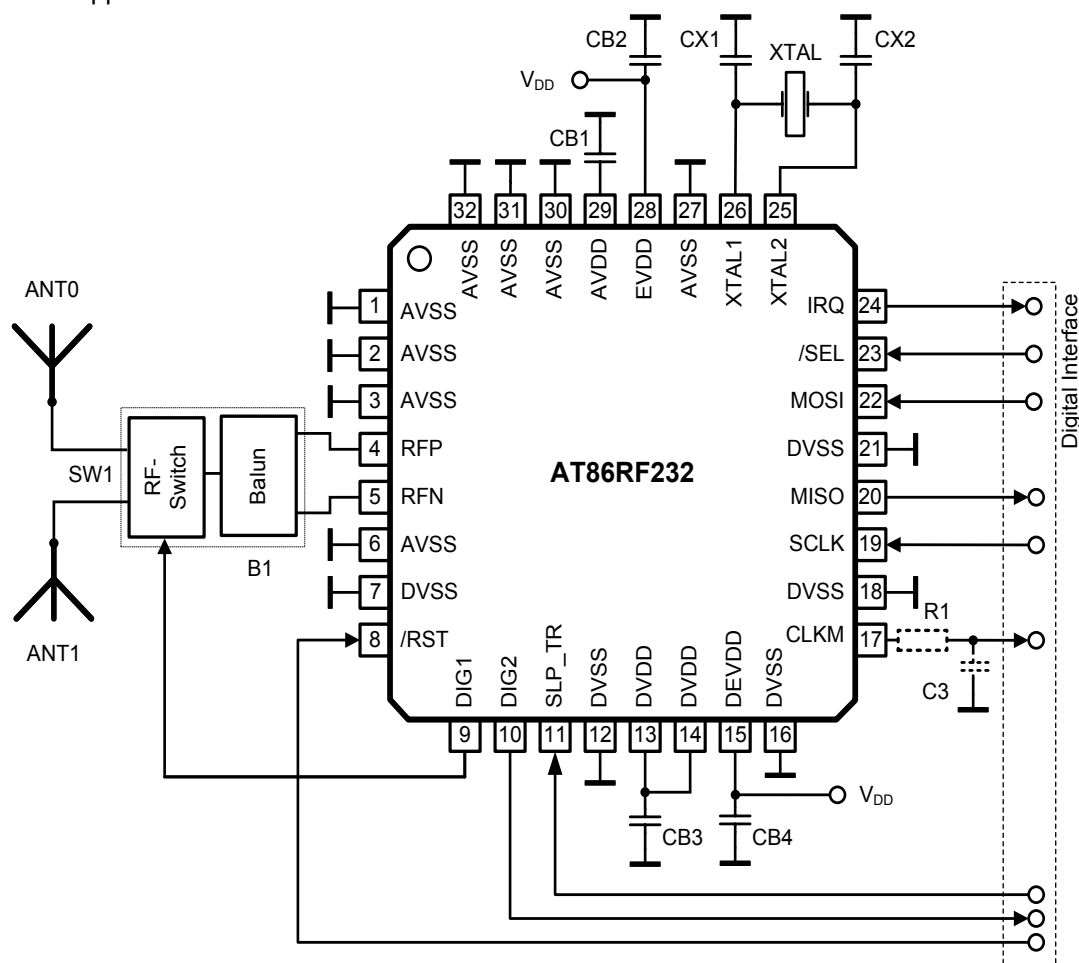 CB2
CX1
XTAL
CX2
VDD
CB1
32 31 30 29 28 27 26 25
AVSS AVSS AVSS AVDD EVDD AVSS XTAL1 XTAL2
ANT0
ANT1
SW1
RF-
Switch
Balun
B1
1 AVSS
2 AVSS
3 AVSS
4 RFP
5 RFN
6 AVSS
7 DVSS
8 /RST
AT86RF232
IRQ 24
/SEL 23
MOSI 22
DVSS 21
MISO 20
SCLK 19
DVSS 18
CLKM 17
R1
C3
Digital Interface
DIG1 DIG2 SLP_TR DVSS DVDD DVDD DEVDD DVSS
9 10 11 12 13 14 15 16
VDD
CB3
CB4